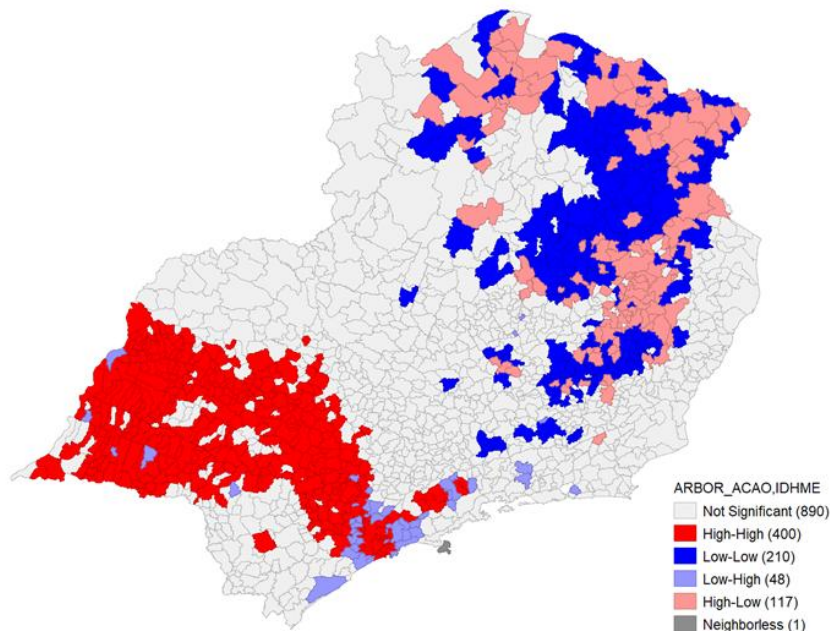 ARBOR_ACAO,IDHME
Not Significant (890)
High-High (400)
Low-Low (210)
Low-High (48)
High-Low (117)
Neighborless (1)